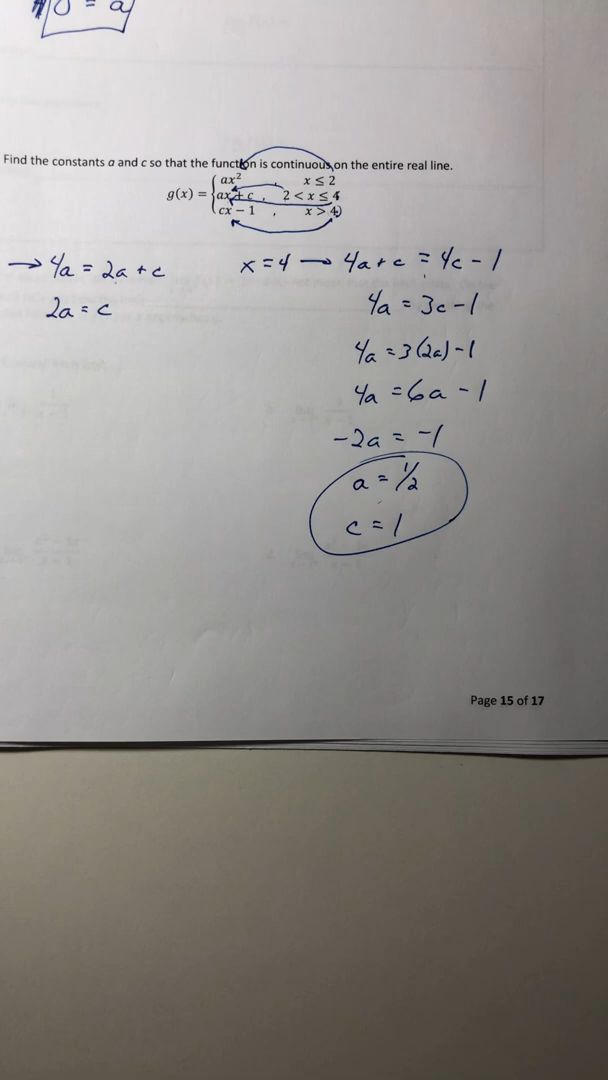 0 = a
Find the constants a and c so that the function is continuous on the entire real line.
g(x) = { ax², x ≤ 2
ax + c, 2 < x ≤ 4
cx − 1, x > 4
→ 4a = 2a + c
2a = c
x = 4 → 4a + c = 4c − 1
4a = 3c − 1
4a = 3(2a) − 1
4a = 6a − 1
−2a = −1
a = 1/2
c = 1
Page 15 of 17